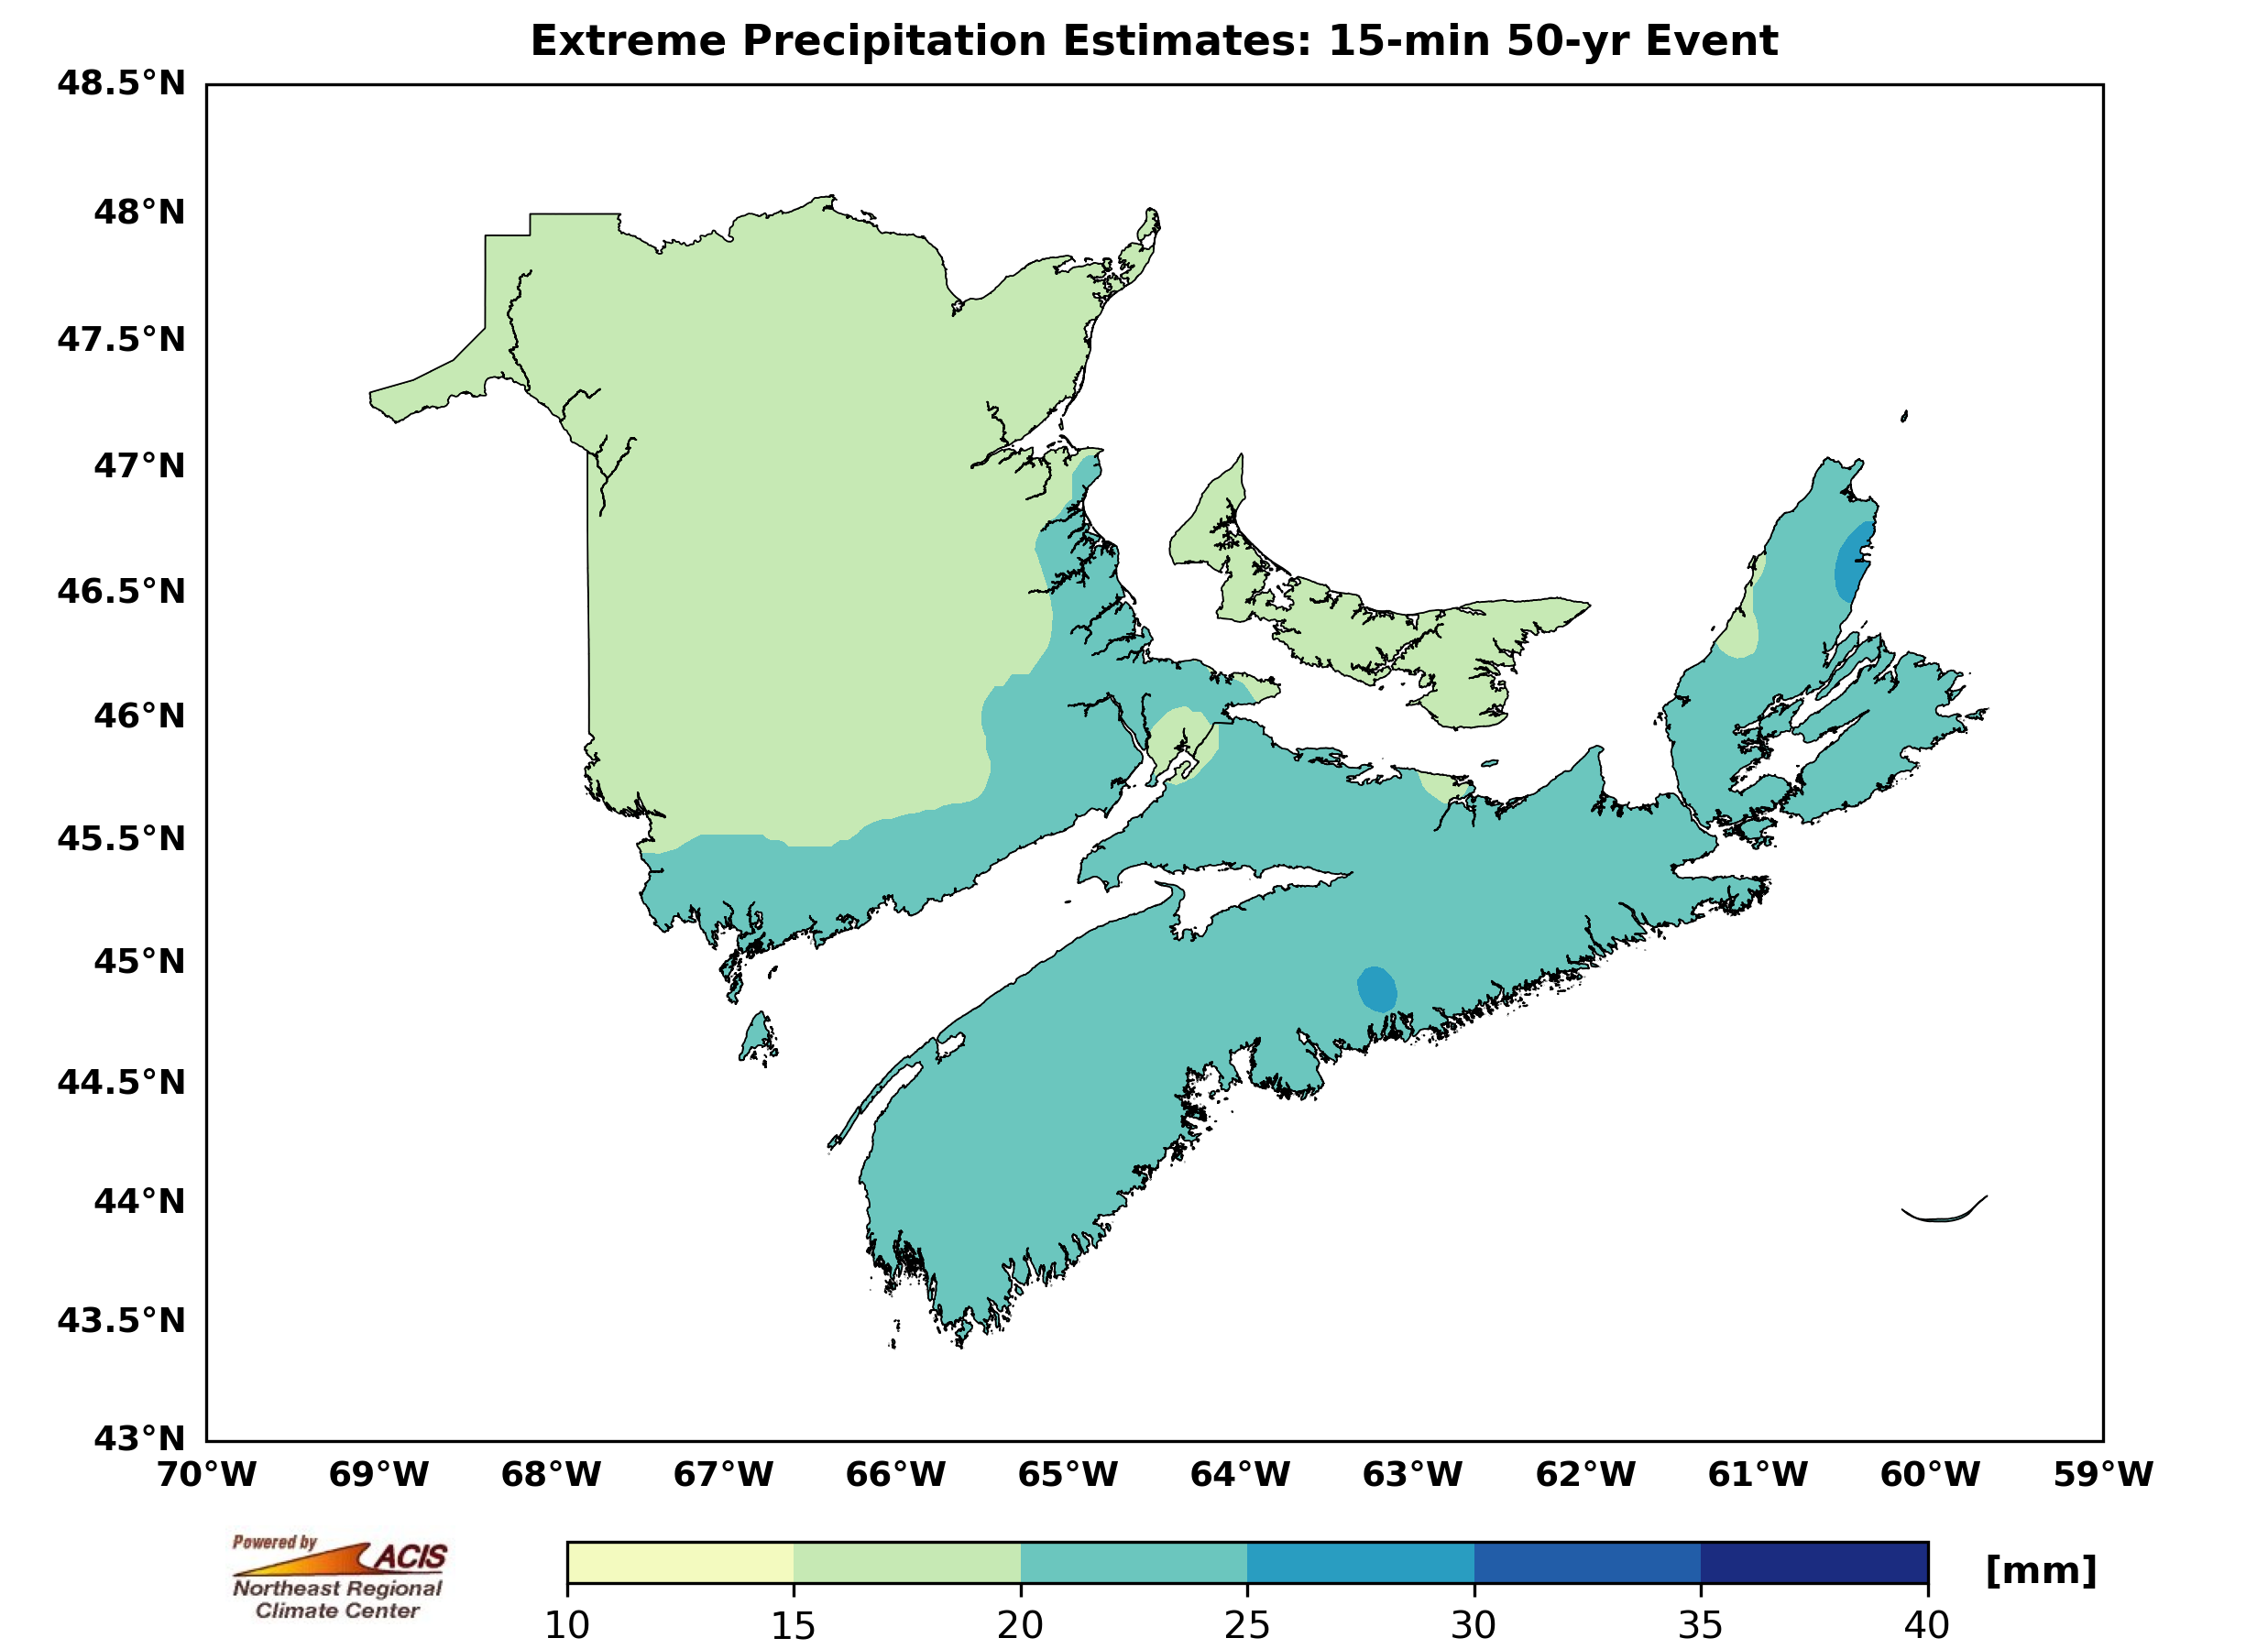 Extreme Precipitation Estimates: 15-min 50-yr Event
48.5°N
48°N
47.5°N
47°N
46.5°N
46°N
45.5°N
45°N
44.5°N
44°N
43.5°N
43°N
70°W 69°W 68°W 67°W 66°W 65°W 64°W 63°W 62°W 61°W 60°W 59°W
Powered by
ACIS
Northeast Regional
Climate Center
[mm]
10 15 20 25 30 35 40